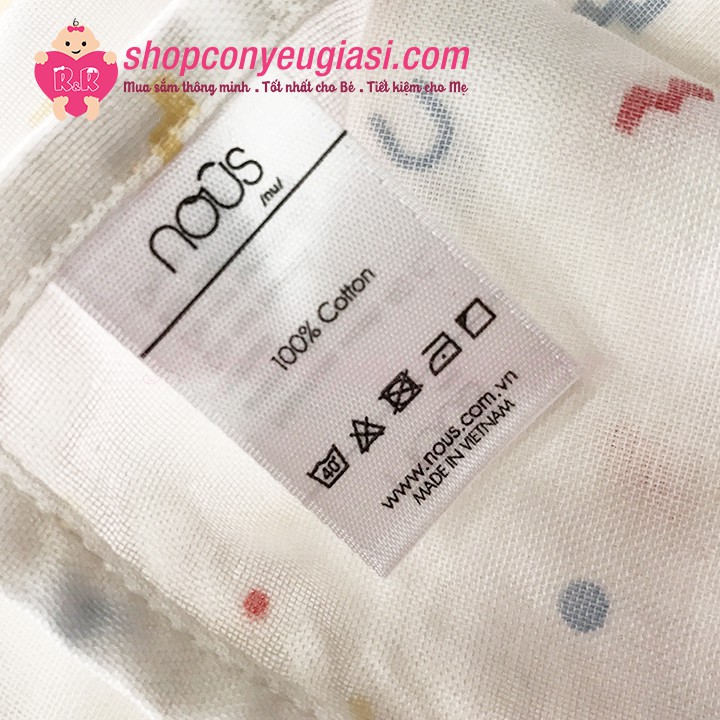 R&R
shopconyeugiasi.com
Mua sắm thông minh . Tốt nhất cho Bé . Tiết kiệm cho Mẹ
noûs
/nu/
100% Cotton
40°
www.nous.com.vn
MADE IN VIETNAM